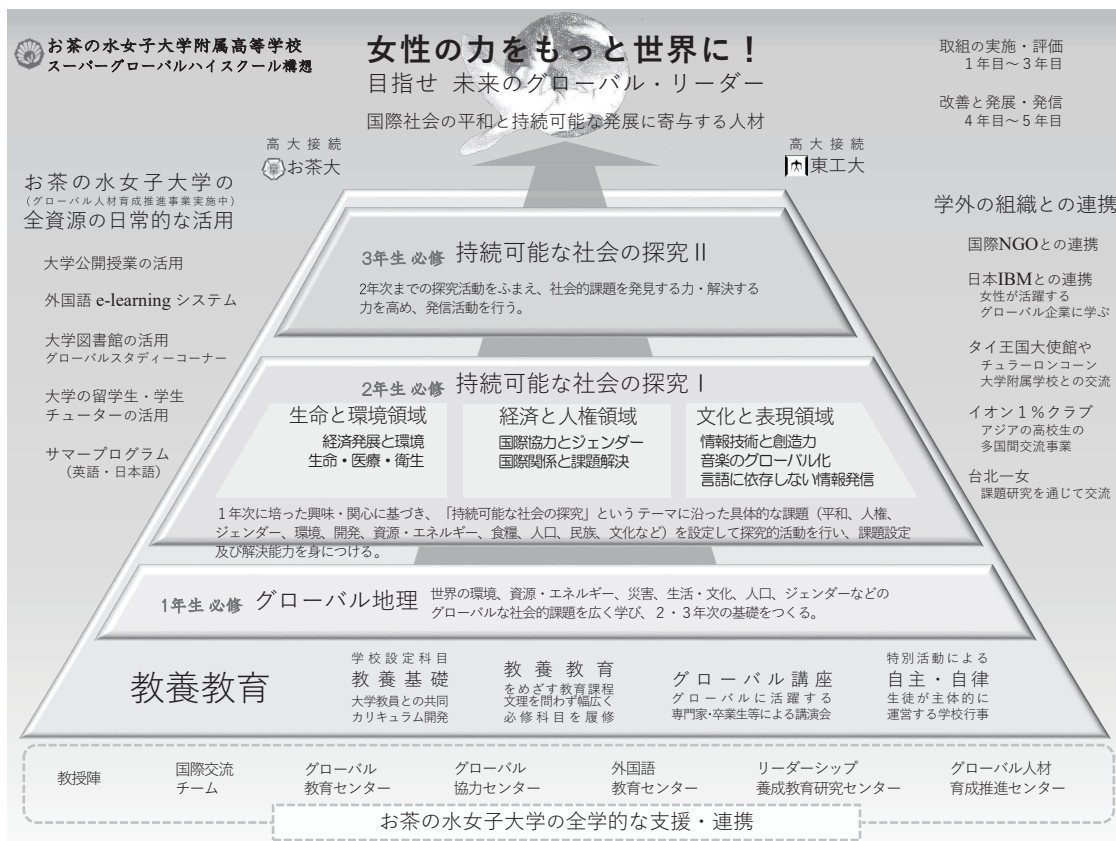 お茶の水女子大学附属高等学校
スーパーグローバルハイスクール構想
女性の力をもっと世界に！
目指せ 未来のグローバル・リーダー
国際社会の平和と持続可能な発展に寄与する人材
取組の実施・評価
1年目～3年目
改善と発展・発信
4年目～5年目
高大接続
お茶大
高大接続
東工大
お茶の水女子大学の
（グローバル人材育成推進事業実施中）
全資源の日常的な活用
大学公開授業の活用
外国語 e-learning システム
大学図書館の活用
グローバルスタディーコーナー
大学の留学生・学生
チューターの活用
サマープログラム
（英語・日本語）
学外の組織との連携
国際NGOとの連携
日本IBMとの連携
女性が活躍する
グローバル企業に学ぶ
タイ王国大使館や
チュラーロンコーン
大学附属学校との交流
イオン１％クラブ
アジアの高校生の
多国間交流事業
台北一女
課題研究を通じて交流
3年生 必修 持続可能な社会の探究Ⅱ
2年次までの探究活動をふまえ、社会的課題を発見する力・解決する
力を高め、発信活動を行う。
2年生 必修 持続可能な社会の探究Ⅰ
生命と環境領域
経済発展と環境
生命・医療・衛生
経済と人権領域
国際協力とジェンダー
国際関係と課題解決
文化と表現領域
情報技術と創造力
音楽のグローバル化
言語に依存しない情報発信
１年次に培った興味・関心に基づき、「持続可能な社会の探究」というテーマに沿った具体的な課題（平和、人権、
ジェンダー、環境、開発、資源・エネルギー、食糧、人口、民族、文化など）を設定して探究的活動を行い、課題設定
及び解決能力を身につける。
1年生 必修 グローバル地理
世界の環境、資源・エネルギー、災害、生活・文化、人口、ジェンダーなどの
グローバルな社会的課題を広く学び、２・３年次の基礎をつくる。
教養教育
学校設定科目
教養基礎
大学教員との共同
カリキュラム開発
教養教育
をめざす教育課程
文理を問わず幅広く
必修科目を履修
グローバル講座
グローバルに活躍する
専門家・卒業生等による講演会
特別活動による
自主・自律
生徒が主体的に
運営する学校行事
教授陣
国際交流
チーム
グローバル
教育センター
グローバル
協力センター
外国語
教育センター
リーダーシップ
養成教育研究センター
グローバル人材
育成推進センター
お茶の水女子大学の全学的な支援・連携